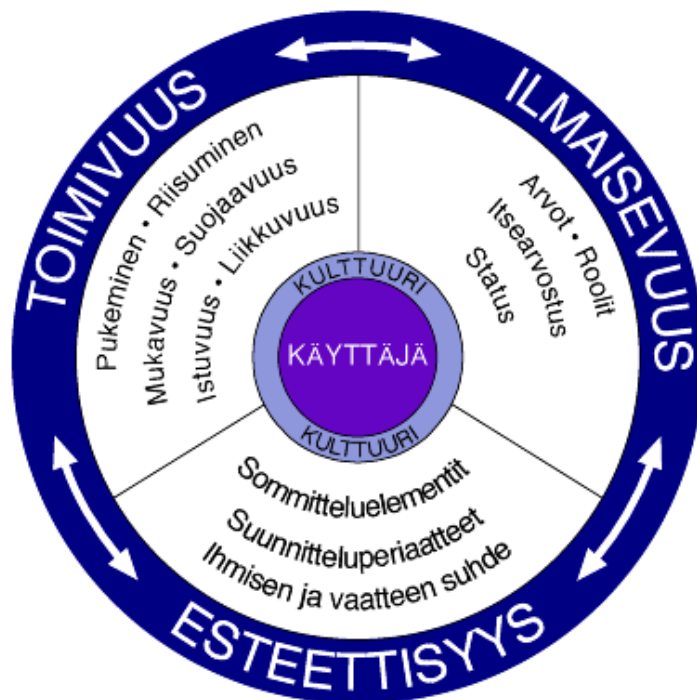 TOIMIVUUS
Pukeminen • Riisuminen
Mukavuus • Suojaavuus
Istuvuus • Liikkuvuus
ILMAISEVUUS
Arvot • Roolit
Itsearvostus
Status
KULTTUURI
KÄYTTÄJÄ
KULTTUURI
Sommitteluelementit
Suunnitteluperiaatteet
Ihmisen ja vaatteen suhde
ESTEETTISYYS